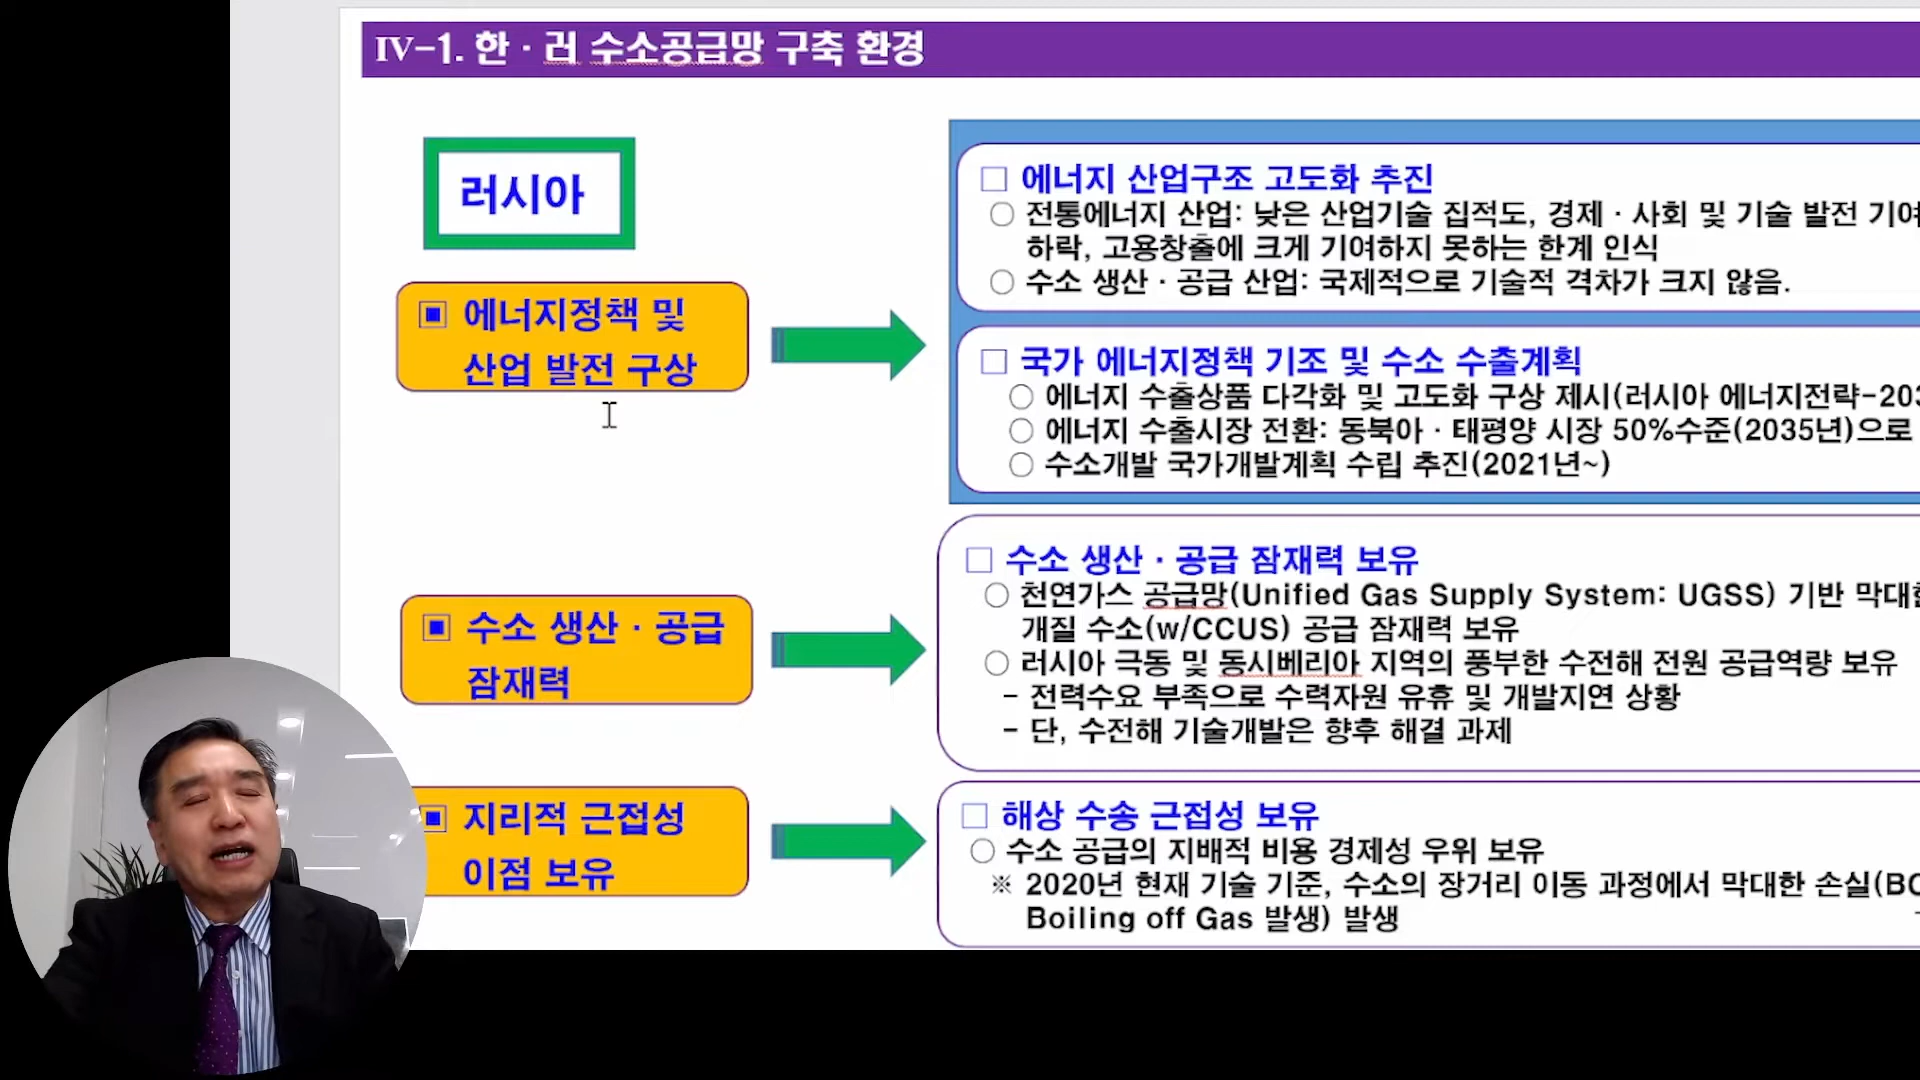 Ⅳ-1. 한 · 러 수소공급망 구축 환경
러시아
▣ 에너지정책 및
산업 발전 구상
□ 에너지 산업구조 고도화 추진
○ 전통에너지 산업: 낮은 산업기술 집적도, 경제 · 사회 및 기술 발전
하락, 고용창출에 크게 기여하지 못하는 한계 인식
○ 수소 생산 · 공급 산업: 국제적으로 기술적 격차가 크지 않음.
□ 국가 에너지정책 기조 및 수소 수출계획
○ 에너지 수출상품 다각화 및 고도화 구상 제시(러시아 에너지전략-203
○ 에너지 수출시장 전환: 동북아 · 태평양 시장 50%수준(2035년)으로
○ 수소개발 국가개발계획 수립 추진(2021년~)
▣ 수소 생산 · 공급
잠재력
□ 수소 생산 · 공급 잠재력 보유
○ 천연가스 공급망(Unified Gas Supply System: UGSS) 기반
개질 수소(w/CCUS) 공급 잠재력 보유
○ 러시아 극동 및 동시베리아 지역의 풍부한 수전해 전원 공급역량 보유
- 전력수요 부족으로 수력자원 유휴 및 개발지연 상황
- 단, 수전해 기술개발은 향후 해결 과제
▣ 지리적 근접성
이점 보유
□ 해상 수송 근접성 보유
○ 수소 공급의 지배적 비용 경제성 우위 보유
※ 2020년 현재 기술 기준, 수소의 장거리 이동 과정에서 막대한 손실(BO
Boiling off Gas 발생) 발생